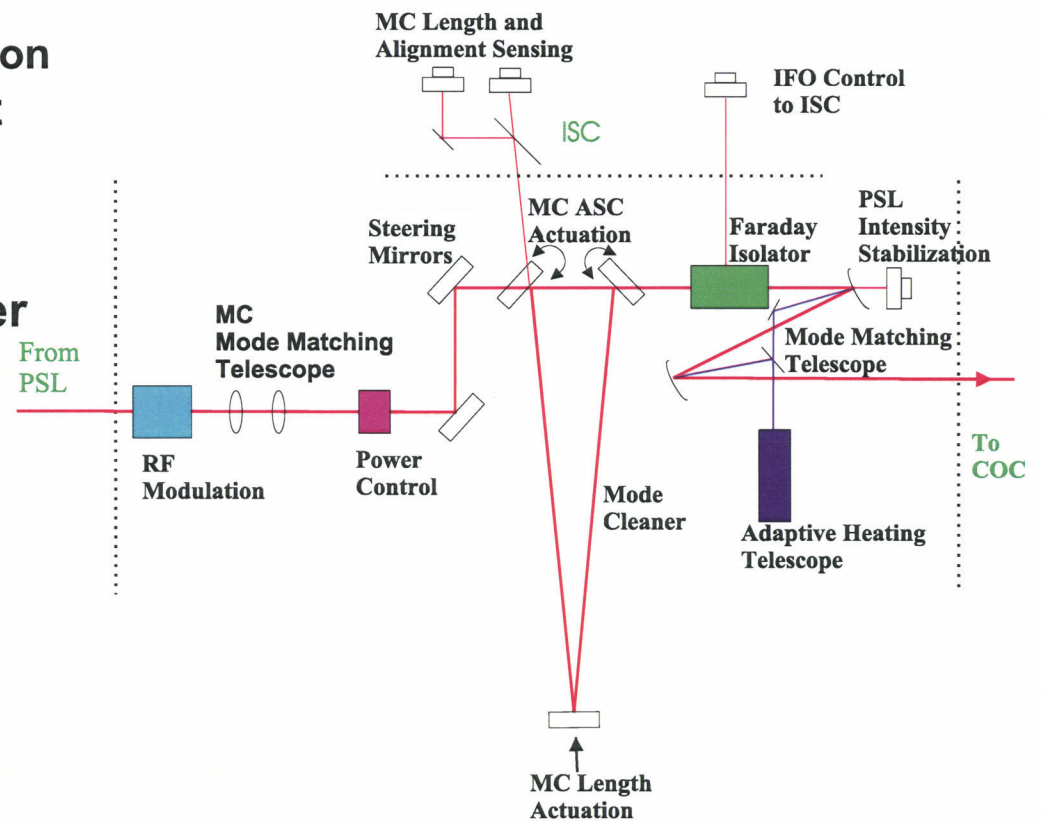 on
er
MC Length and
Alignment Sensing
IFO Control
to ISC
ISC
MC ASC
Actuation
Steering
Mirrors
Faraday
Isolator
PSL
Intensity
Stabilization
MC
Mode Matching
Telescope
From
PSL
Mode Matching
Telescope
RF
Modulation
Power
Control
Mode
Cleaner
To
COC
Adaptive Heating
Telescope
MC Length
Actuation